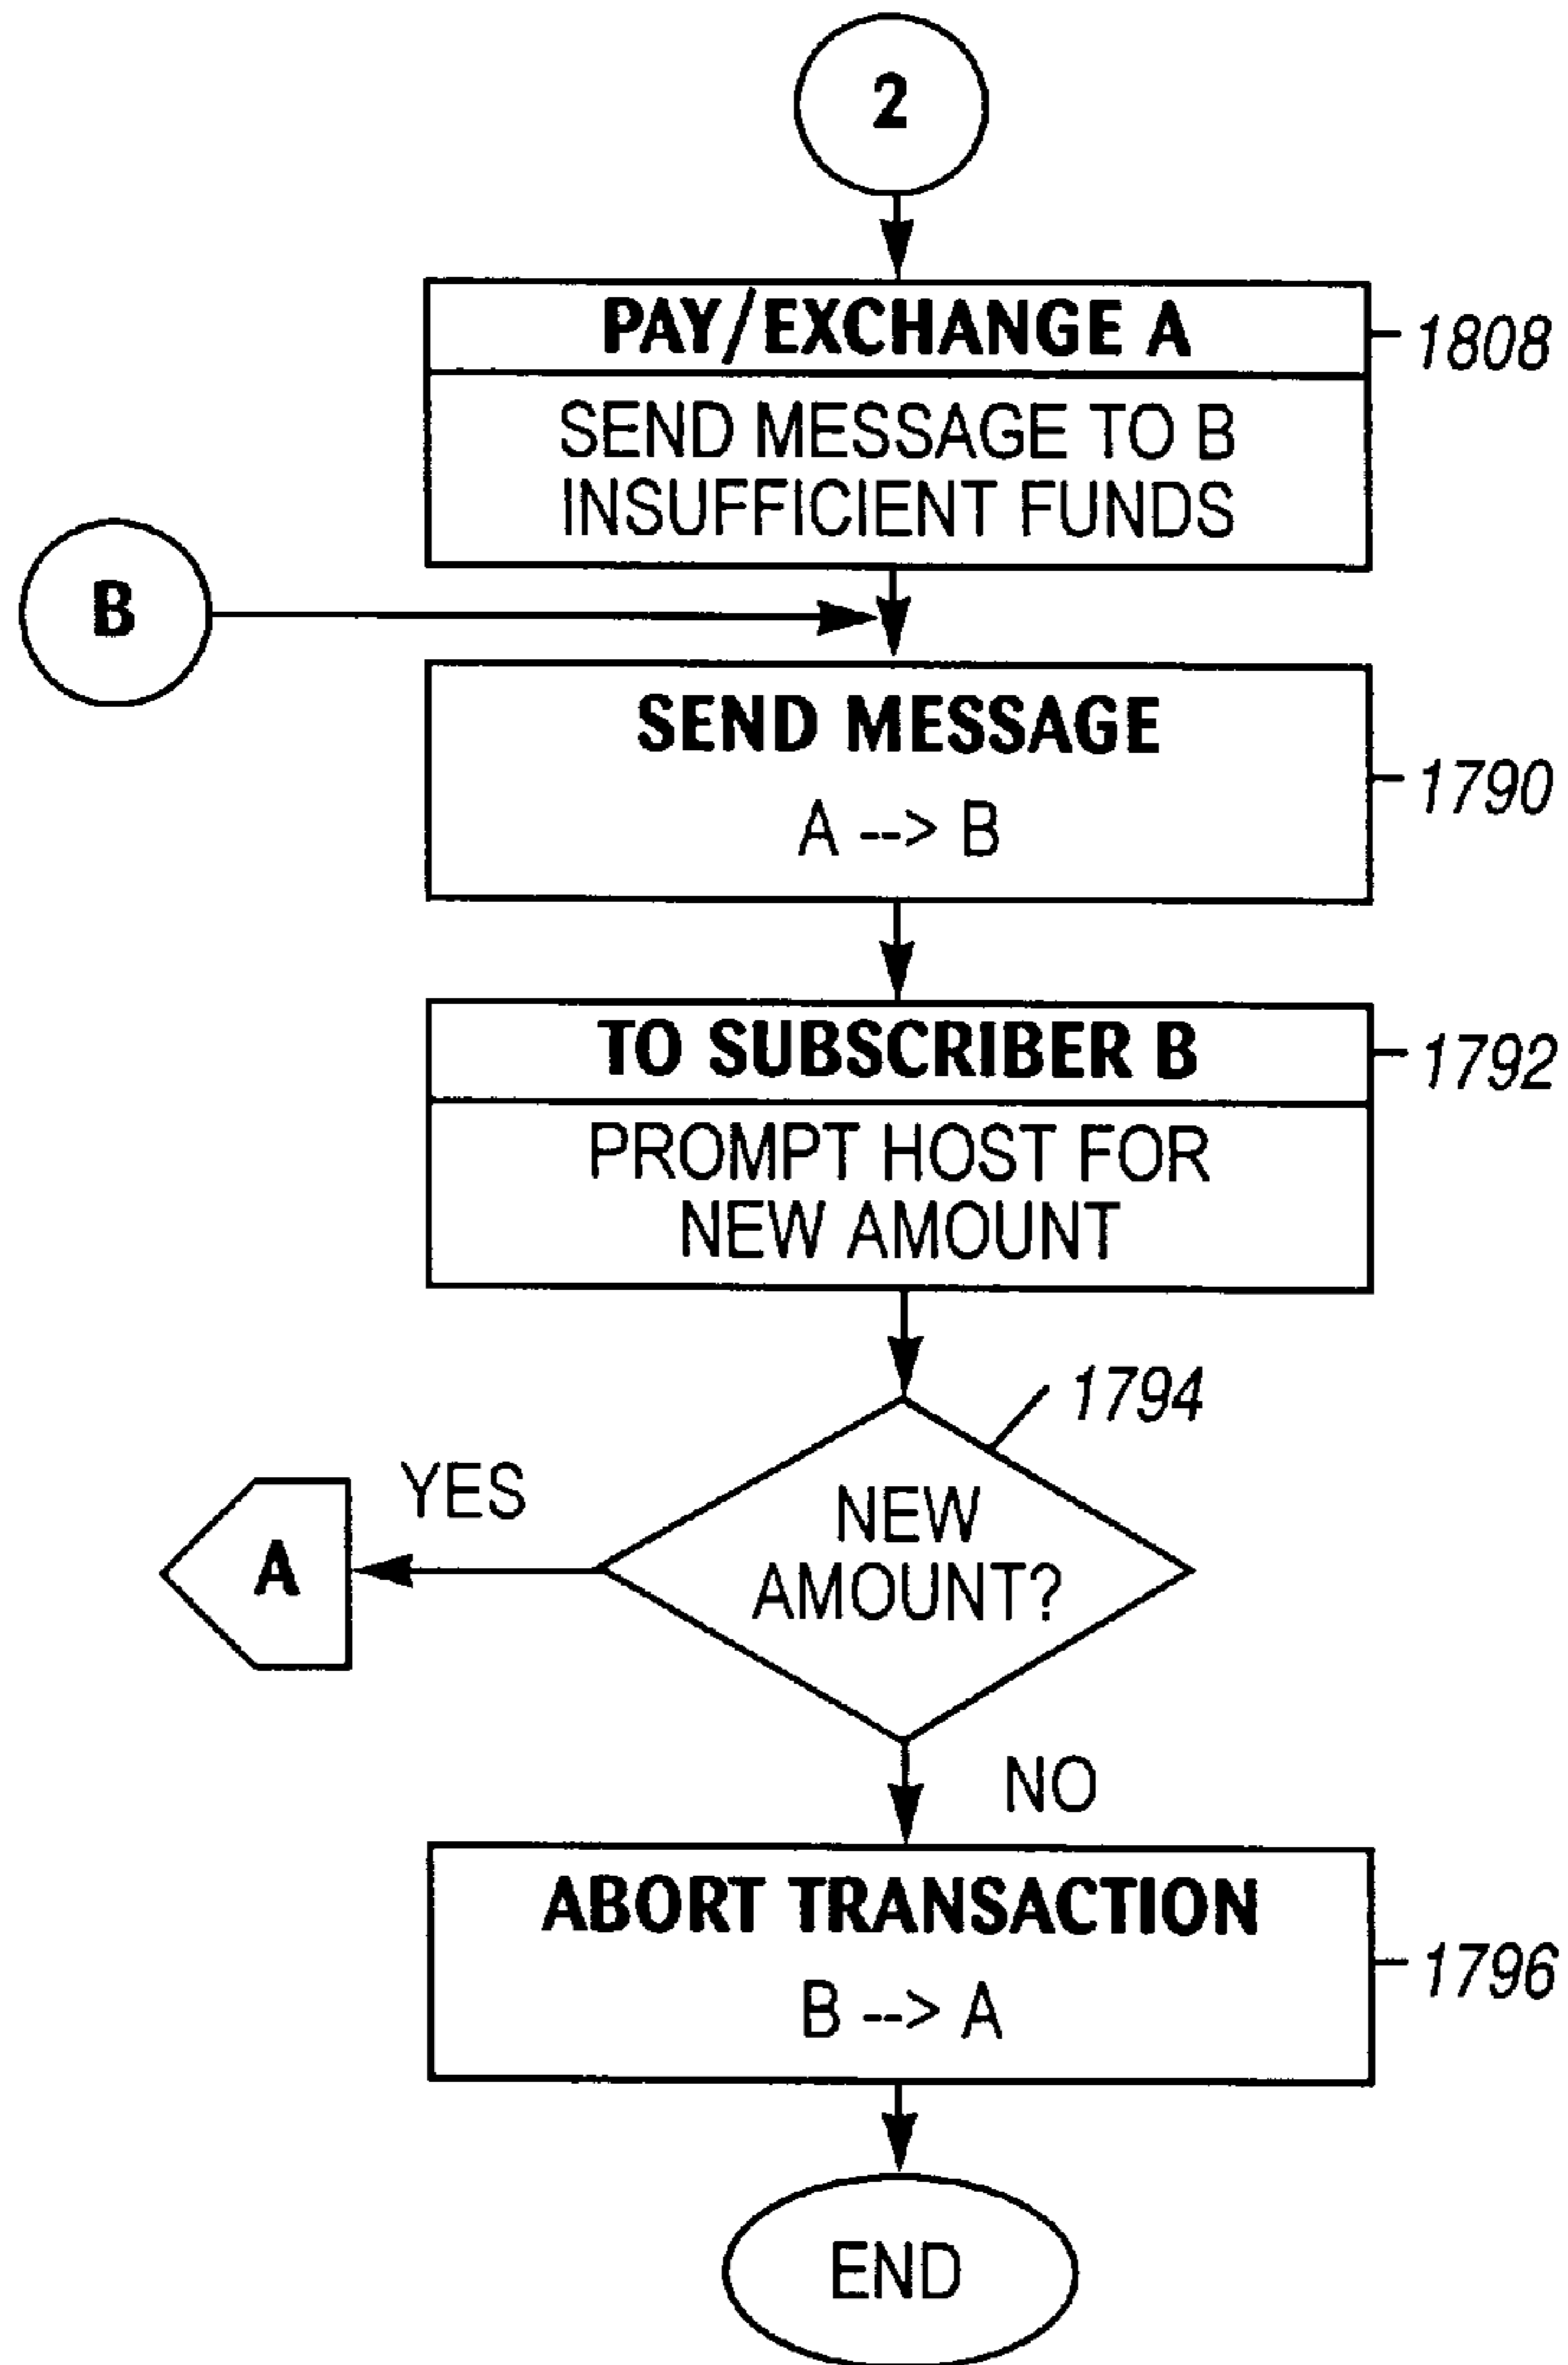 2
PAY/EXCHANGE A
1808
SEND MESSAGE TO B
INSUFFICIENT FUNDS
B
SEND MESSAGE
1790
A --> B
TO SUBSCRIBER B
1792
PROMPT HOST FOR
NEW AMOUNT
1794
YES
NEW
AMOUNT?
A
NO
ABORT TRANSACTION
1796
B --> A
END